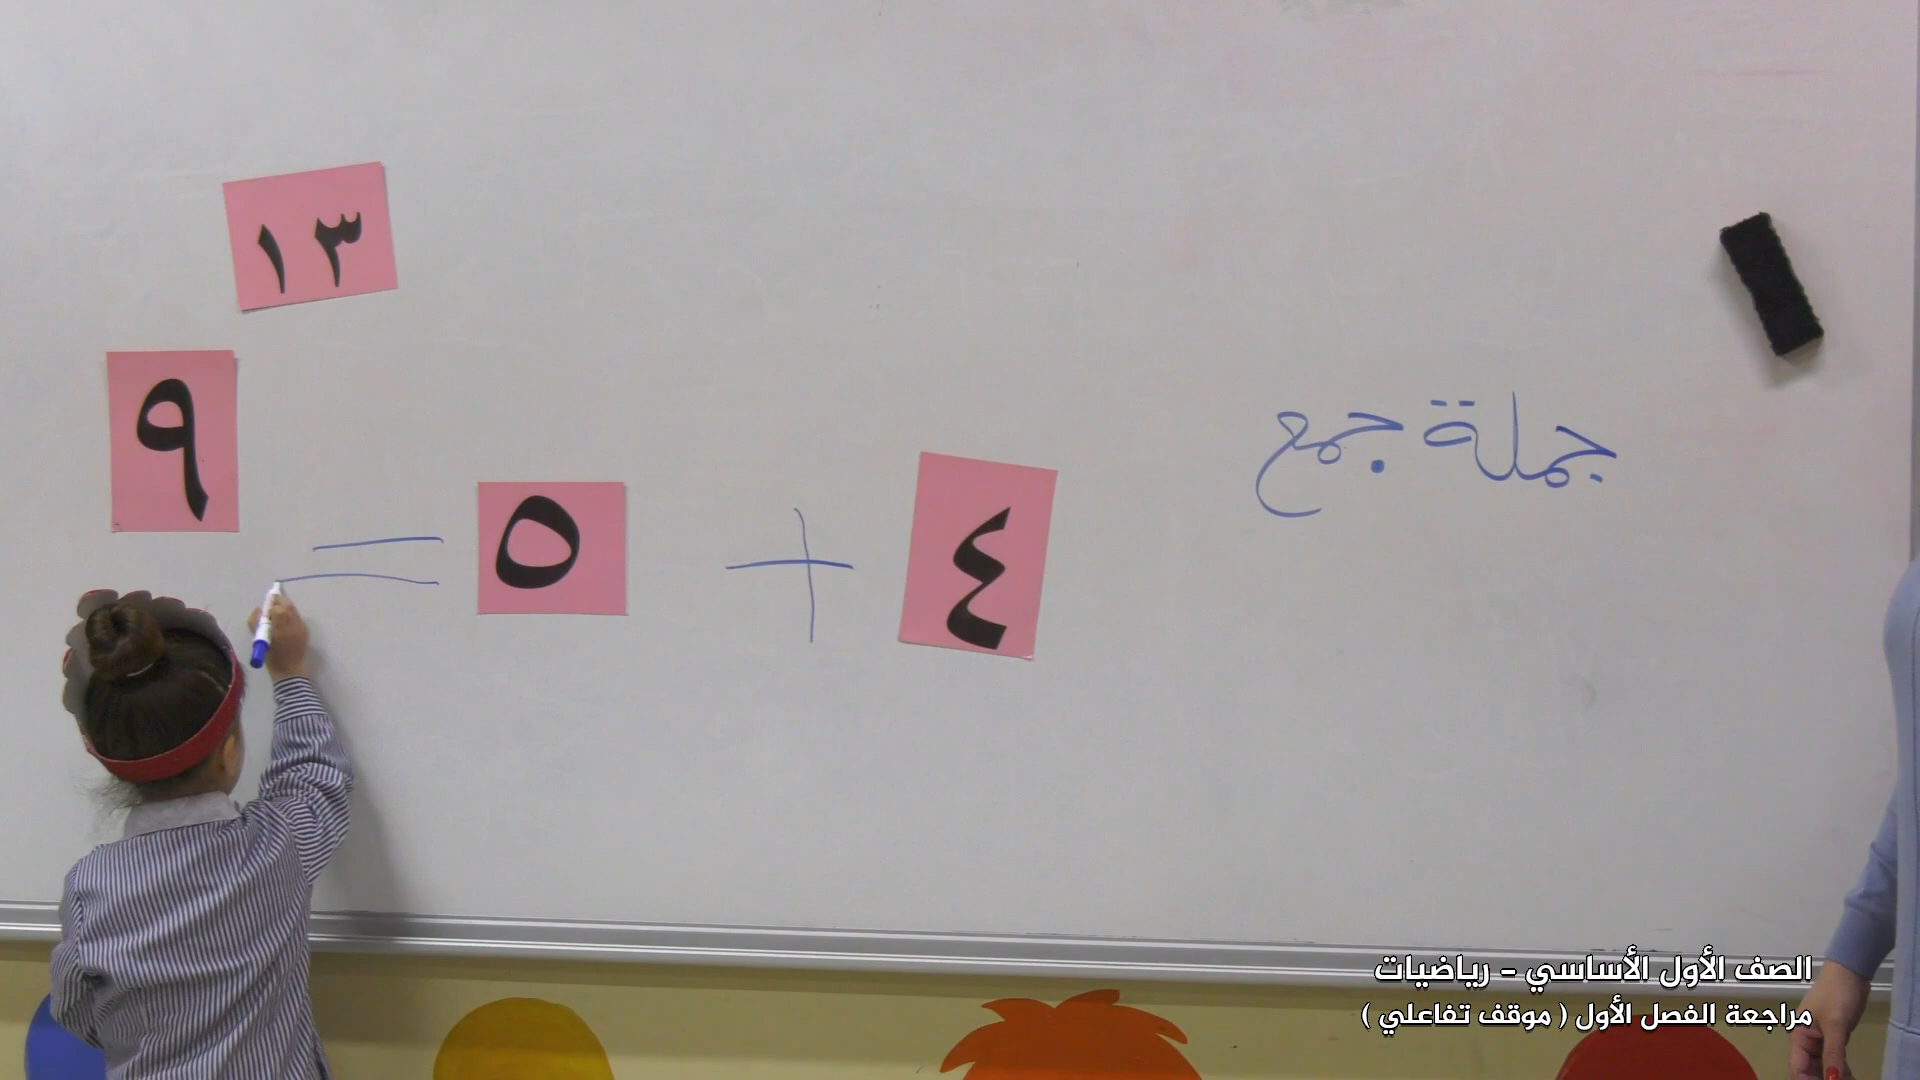 ١٣
٩
جملة جمع
٤ + ٥ =
الصف الأول الأساسي - رياضيات
مراجعة الفصل الأول ( موقف تفاعلي )